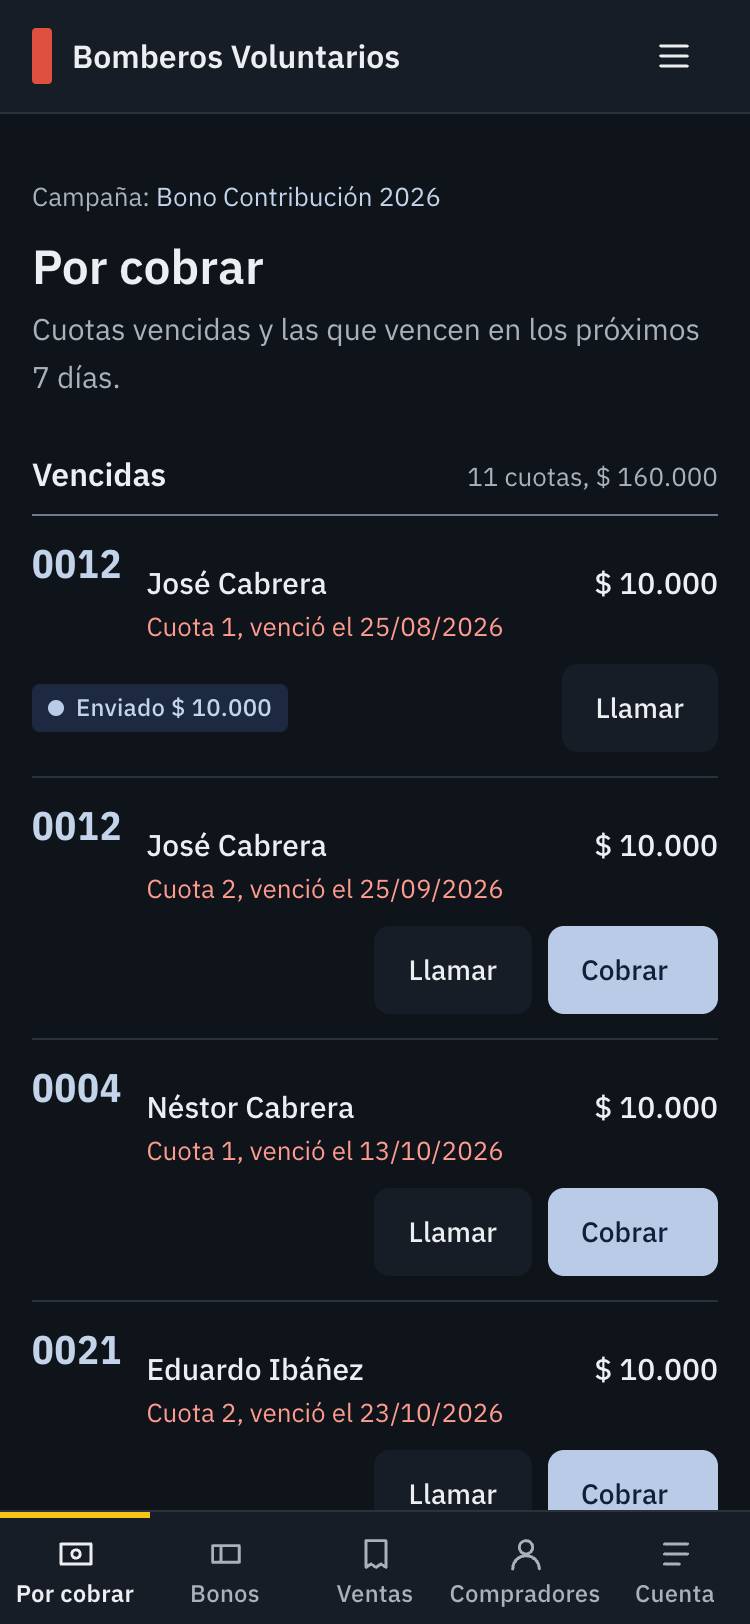 Bomberos Voluntarios
Campaña: Bono Contribución 2026
Por cobrar
Cuotas vencidas y las que vencen en los próximos
7 días.
Vencidas 11 cuotas, $ 160.000
0012 José Cabrera $ 10.000
Cuota 1, venció el 25/08/2026
Enviado $ 10.000 Llamar
0012 José Cabrera $ 10.000
Cuota 2, venció el 25/09/2026
Llamar Cobrar
0004 Néstor Cabrera $ 10.000
Cuota 1, venció el 13/10/2026
Llamar Cobrar
0021 Eduardo Ibáñez $ 10.000
Cuota 2, venció el 23/10/2026
Llamar Cobrar
Por cobrar Bonos Ventas Compradores Cuenta